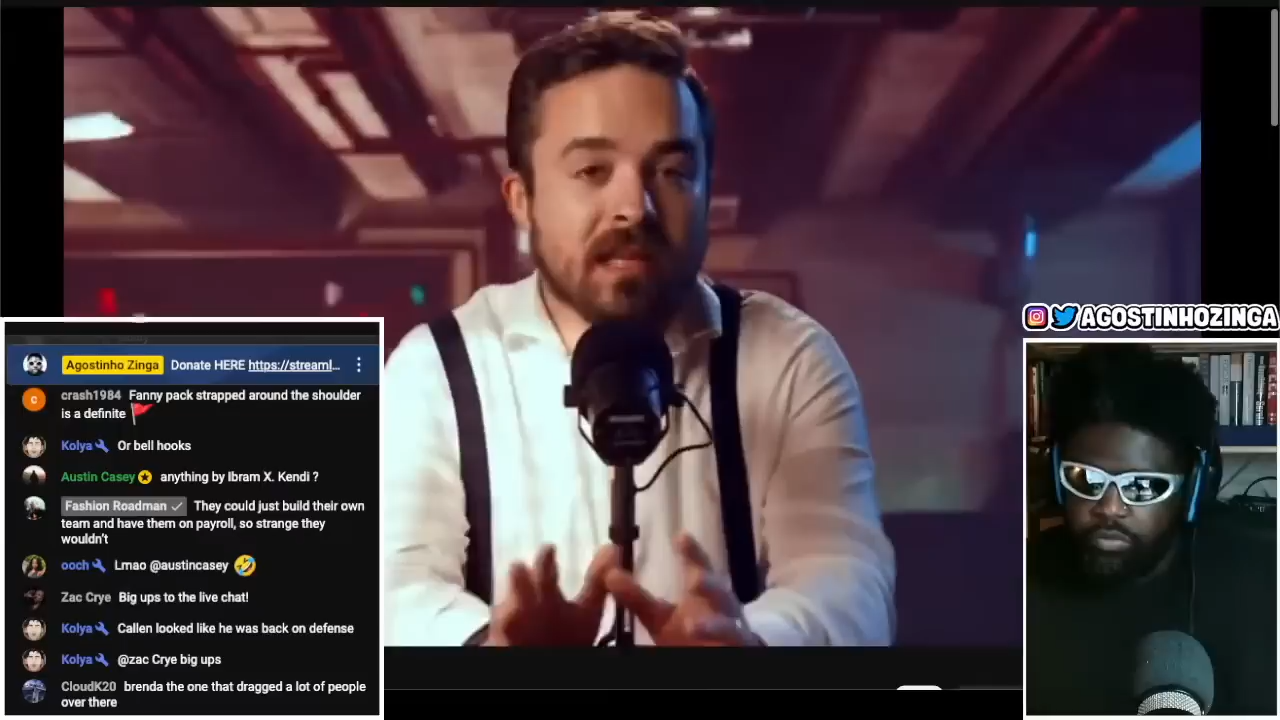 AGOSTINHOZINGA
Agostinho Zinga Donate HERE https://streaml...
crash1984 Fanny pack strapped around the shoulder
is a definite 🚩
Kolya Or bell hooks
Austin Casey anything by Ibram X. Kendi ?
Fashion Roadman ✓ They could just build their own
team and have them on payroll, so strange they
wouldn't
ooch Lmao @austincasey 🤣
Zac Crye Big ups to the live chat!
Kolya Callen looked like he was back on defense
Kolya @zac Crye big ups
CloudK20 brenda the one that dragged a lot of people
over there